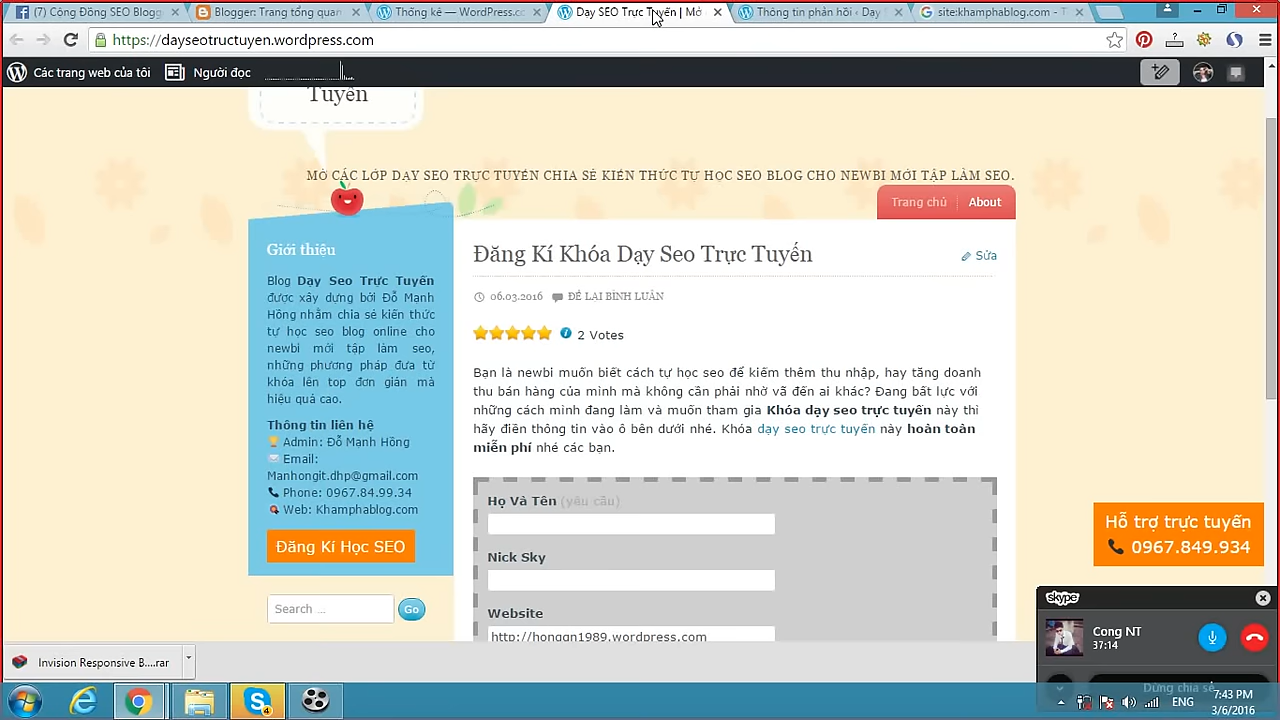 (7) Cộng Đồng SEO Blogg
Blogger: Trang tổng quan
Thống kê — WordPress.co
Dạy SEO Trực Tuyến | Mở
Thông tin phản hồi ‹ Dạy
site:khamphablog.com - T
https://dayseotructuyen.wordpress.com
Các trang web của tôi
Người đọc
Tuyến
MỞ CÁC LỚP DẠY SEO TRỰC TUYẾN CHIA SẺ KIẾN THỨC TỰ HỌC SEO BLOG CHO NEWBI MỚI TẬP LÀM SEO.
Trang chủ
About
Giới thiệu
Blog Dạy Seo Trực Tuyến
được xây dựng bởi Đỗ Mạnh
Hông nhằm chia sẻ kiến thức
tự học seo blog online cho
newbi mới tập làm seo,
những phương pháp đưa từ
khóa lên top đơn giản mà
hiệu quả cao.
Thông tin liên hệ
Admin: Đỗ Mạnh Hông
Email:
Manhongit.dhp@gmail.com
Phone: 0967.84.99.34
Web: Khamphablog.com
Đăng Kí Học SEO
Search ...
Go
Đăng Kí Khóa Dạy Seo Trực Tuyến
Sửa
06.03.2016
ĐỂ LẠI BÌNH LUẬN
2 Votes
Bạn là newbi muốn biết cách tự học seo để kiếm thêm thu nhập, hay tăng doanh
thu bán hàng của mình mà không cần phải nhờ vã đến ai khác? Đang bất lực với
những cách mình đang làm và muốn tham gia Khóa dạy seo trực tuyến này thì
hãy điền thông tin vào ô bên dưới nhé. Khóa dạy seo trực tuyến này hoàn toàn
miễn phí nhé các bạn.
Họ Và Tên (yêu cầu)
Nick Sky
Website
http://hongqn1989.wordpress.com
Hỗ trợ trực tuyến
0967.849.934
skype
Cong NT
37:14
Dừng chia sẻ
Invision Responsive B....rar
4
ENG
7:43 PM
3/6/2016